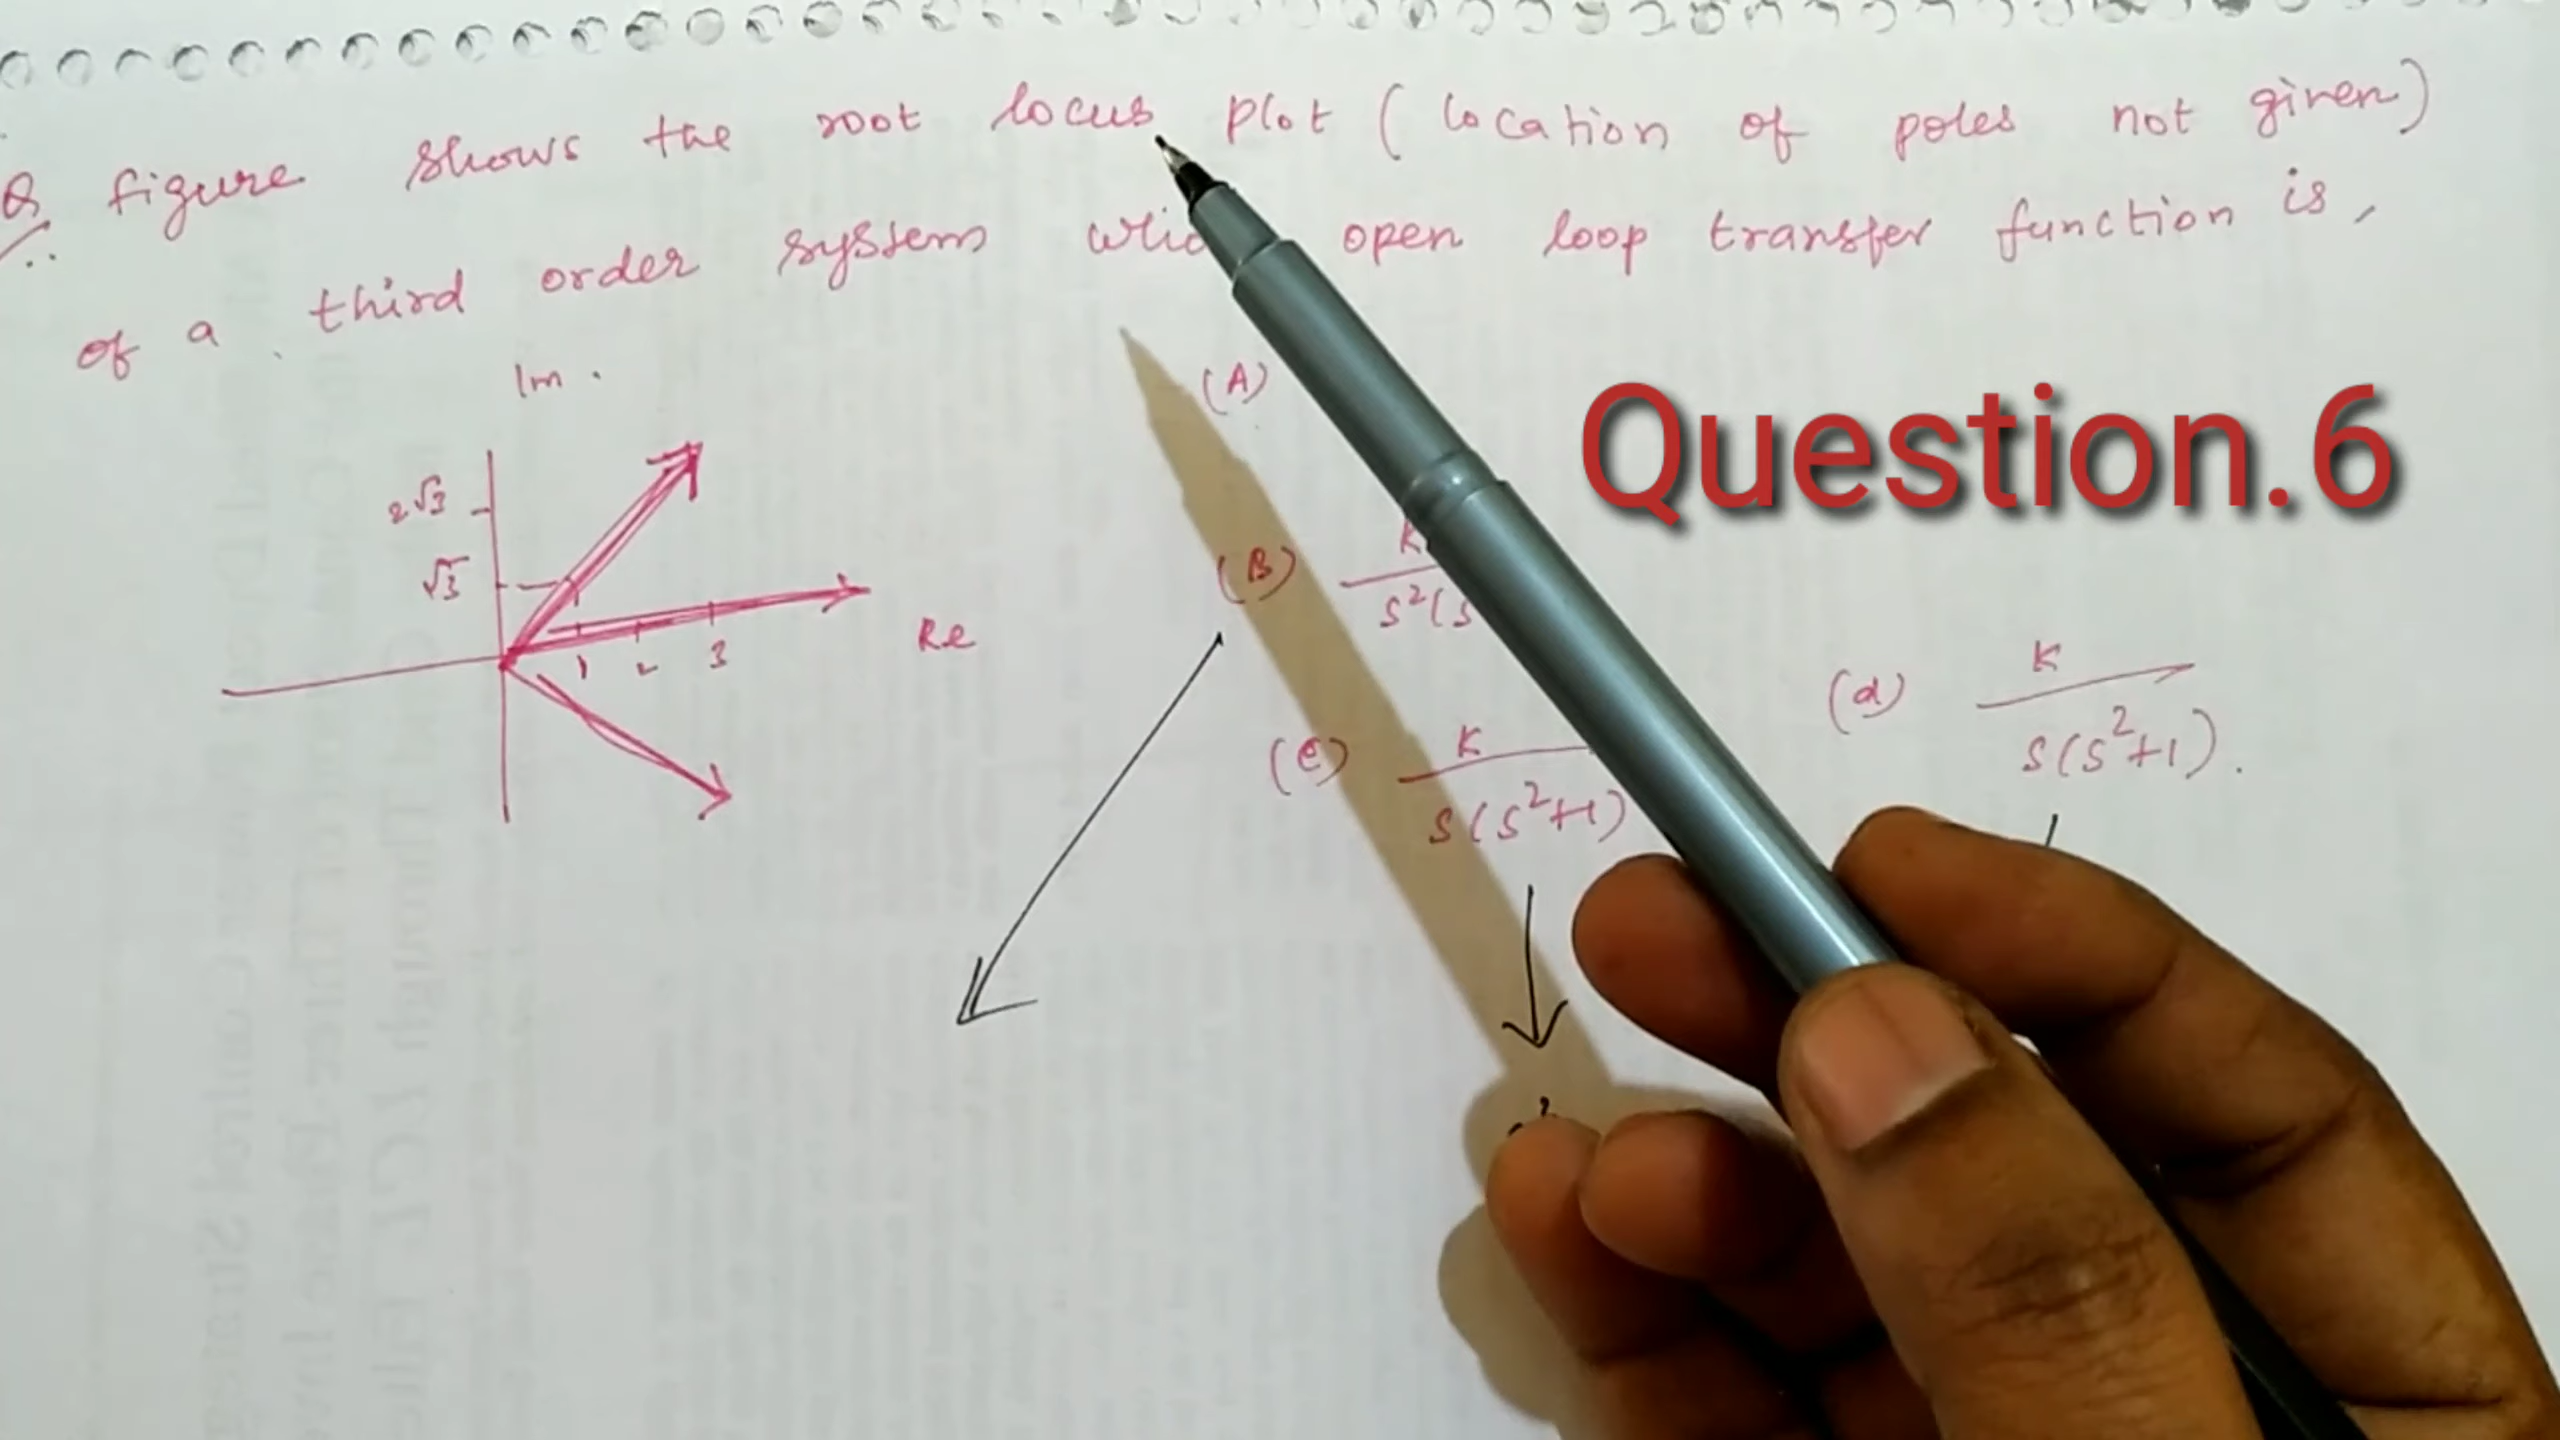 Q figure shows the root locus plot ( location of poles not given)
of a third order system open loop transfer function is,
Im.
(A)
Question.6
2√3
√3
(B) K
s²(s
Re
1 2 3
(c) K
s(s²+1)
(d) K
s(s²+1).